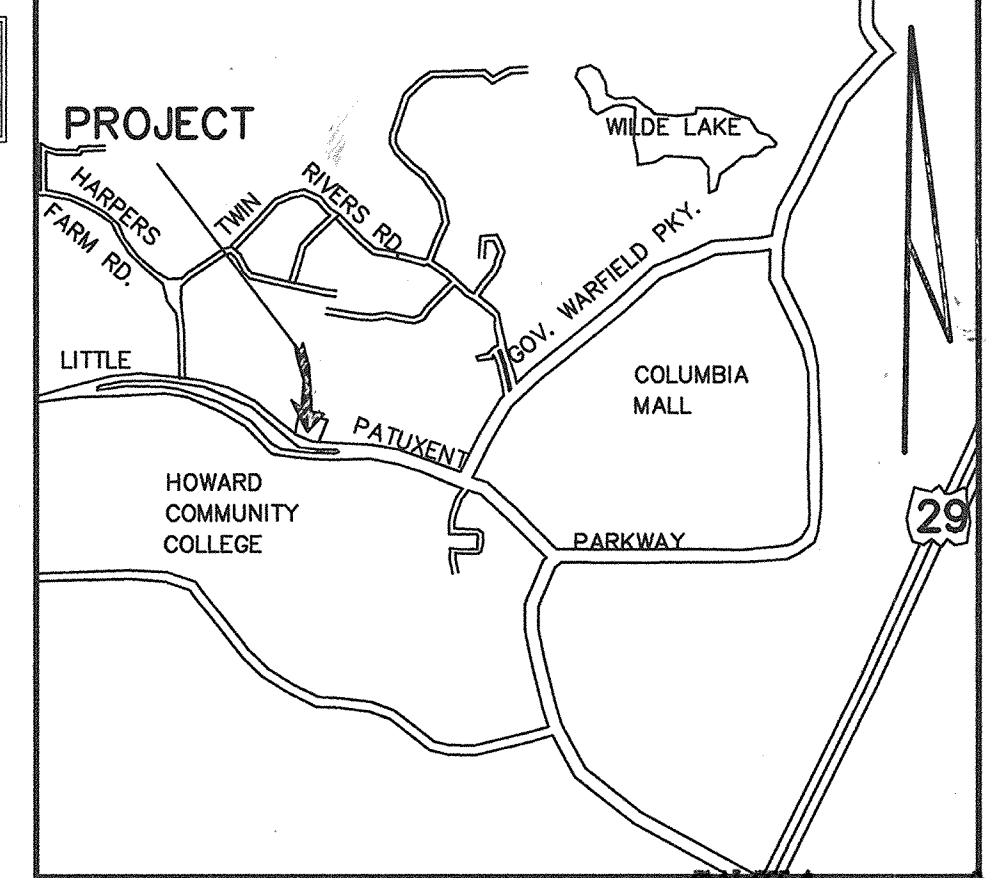 WILDE LAKE
PROJECT
HARPERS
FARM RD.
TWIN
RIVERS RD.
GOV. WARFIELD PKY.
LITTLE
PATUXENT
PARKWAY
COLUMBIA
MALL
HOWARD
COMMUNITY
COLLEGE
29